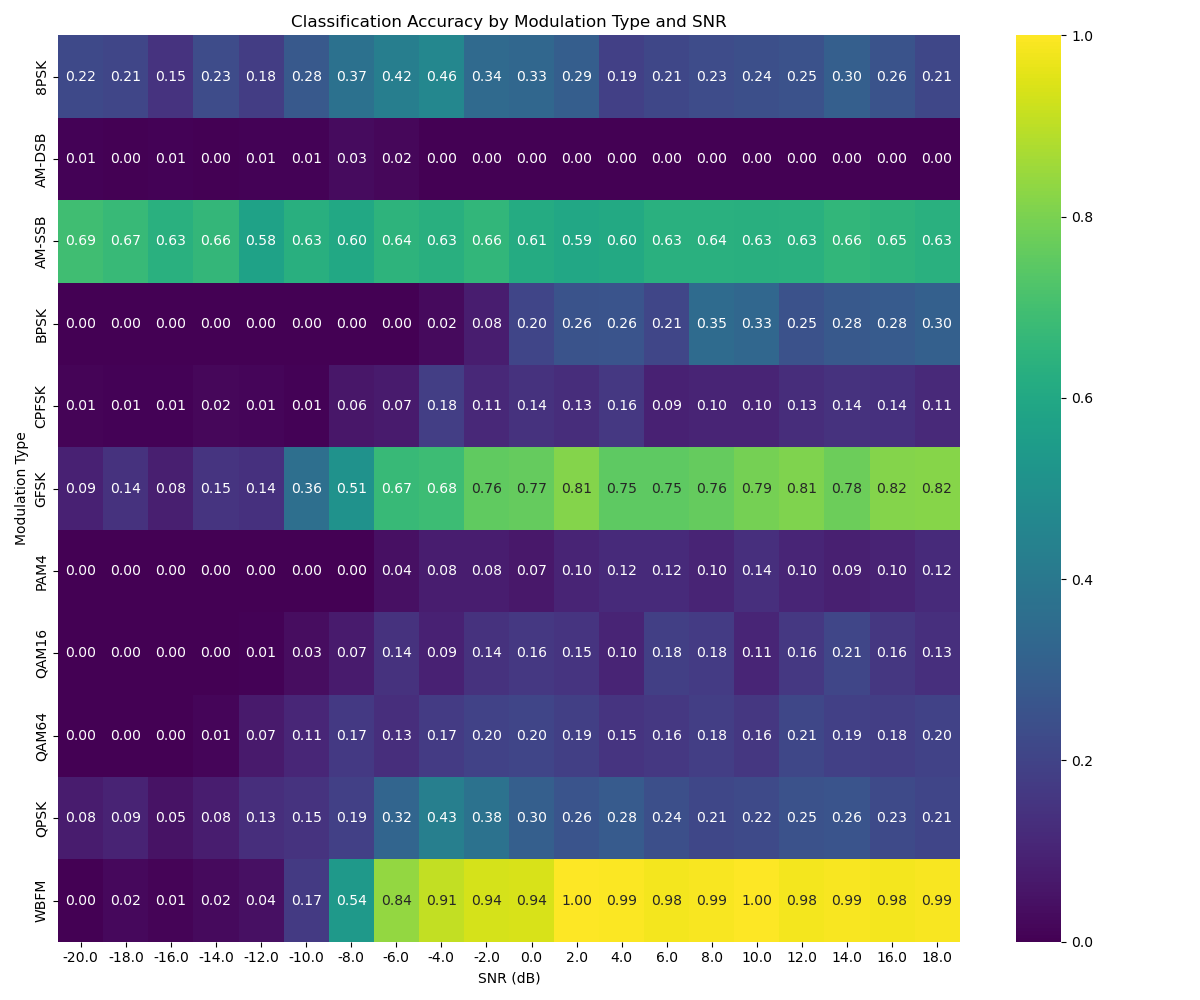 Classification Accuracy by Modulation Type and SNR
8PSK 0.22 0.21 0.15 0.23 0.18 0.28 0.37 0.42 0.46 0.34 0.33 0.29 0.19 0.21 0.23 0.24 0.25 0.30 0.26 0.21
AM-DSB 0.01 0.00 0.01 0.00 0.01 0.01 0.03 0.02 0.00 0.00 0.00 0.00 0.00 0.00 0.00 0.00 0.00 0.00 0.00 0.00
AM-SSB 0.69 0.67 0.63 0.66 0.58 0.63 0.60 0.64 0.63 0.66 0.61 0.59 0.60 0.63 0.64 0.63 0.63 0.66 0.65 0.63
BPSK 0.00 0.00 0.00 0.00 0.00 0.00 0.00 0.00 0.02 0.08 0.20 0.26 0.26 0.21 0.35 0.33 0.25 0.28 0.28 0.30
CPFSK 0.01 0.01 0.01 0.02 0.01 0.01 0.06 0.07 0.18 0.11 0.14 0.13 0.16 0.09 0.10 0.10 0.13 0.14 0.14 0.11
GFSK 0.09 0.14 0.08 0.15 0.14 0.36 0.51 0.67 0.68 0.76 0.77 0.81 0.75 0.75 0.76 0.79 0.81 0.78 0.82 0.82
PAM4 0.00 0.00 0.00 0.00 0.00 0.00 0.00 0.04 0.08 0.08 0.07 0.10 0.12 0.12 0.10 0.14 0.10 0.09 0.10 0.12
QAM16 0.00 0.00 0.00 0.00 0.01 0.03 0.07 0.14 0.09 0.14 0.16 0.15 0.10 0.18 0.18 0.11 0.16 0.21 0.16 0.13
QAM64 0.00 0.00 0.00 0.01 0.07 0.11 0.17 0.13 0.17 0.20 0.20 0.19 0.15 0.16 0.18 0.16 0.21 0.19 0.18 0.20
QPSK 0.08 0.09 0.05 0.08 0.13 0.15 0.19 0.32 0.43 0.38 0.30 0.26 0.28 0.24 0.21 0.22 0.25 0.26 0.23 0.21
WBFM 0.00 0.02 0.01 0.02 0.04 0.17 0.54 0.84 0.91 0.94 0.94 1.00 0.99 0.98 0.99 1.00 0.98 0.99 0.98 0.99
-20.0 -18.0 -16.0 -14.0 -12.0 -10.0 -8.0 -6.0 -4.0 -2.0 0.0 2.0 4.0 6.0 8.0 10.0 12.0 14.0 16.0 18.0
SNR (dB)
Modulation Type
1.0
0.8
0.6
0.4
0.2
0.0